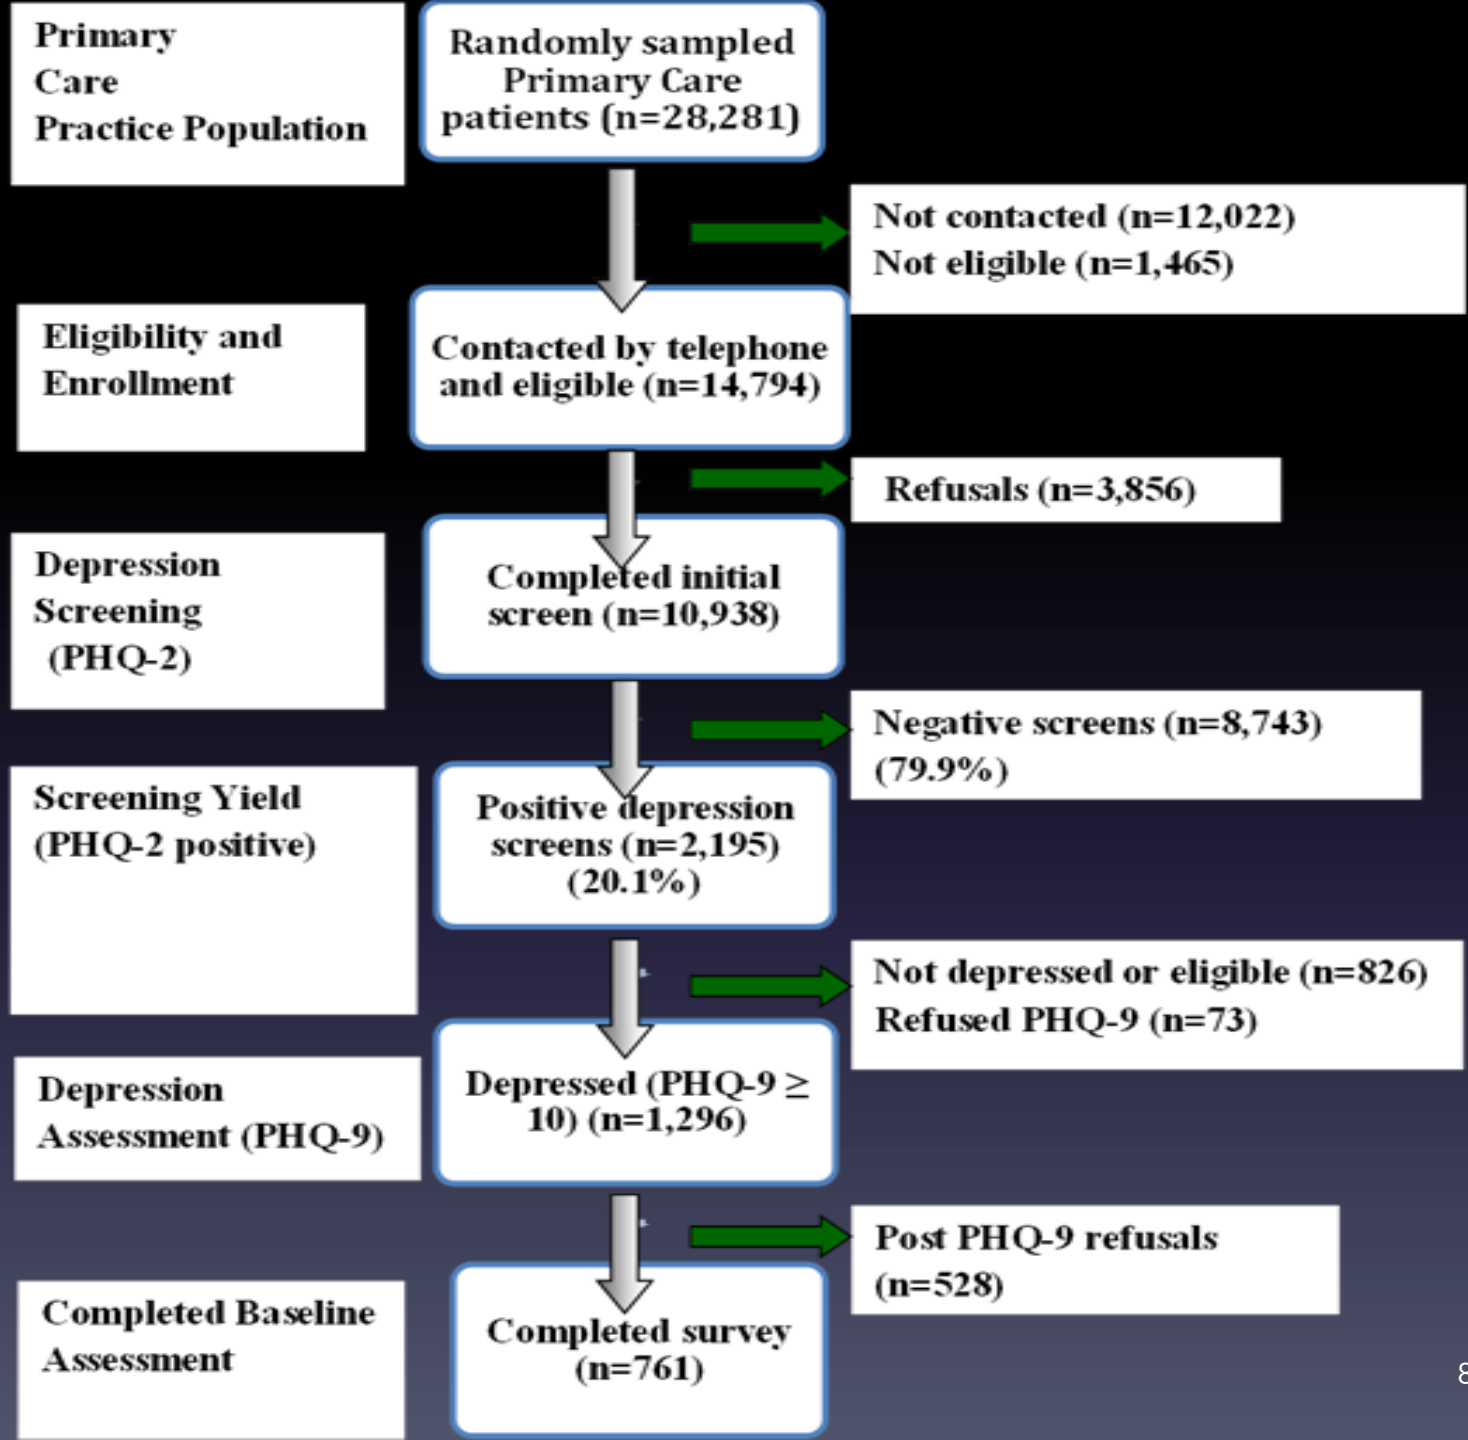 Primary
Care
Practice Population
Randomly sampled
Primary Care
patients (n=28,281)
Not contacted (n=12,022)
Not eligible (n=1,465)
Eligibility and
Enrollment
Contacted by telephone
and eligible (n=14,794)
Refusals (n=3,856)
Depression
Screening
(PHQ-2)
Completed initial
screen (n=10,938)
Negative screens (n=8,743)
(79.9%)
Screening Yield
(PHQ-2 positive)
Positive depression
screens (n=2,195)
(20.1%)
Not depressed or eligible (n=826)
Refused PHQ-9 (n=73)
Depression
Assessment (PHQ-9)
Depressed (PHQ-9 ≥
10) (n=1,296)
Post PHQ-9 refusals
(n=528)
Completed Baseline
Assessment
Completed survey
(n=761)
8